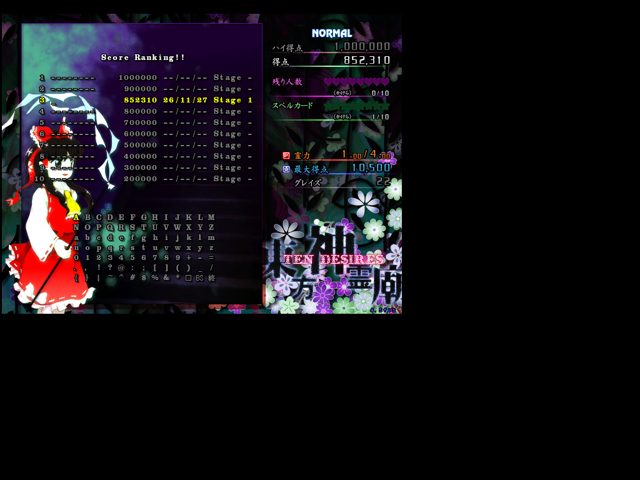 Score Ranking!!
1 -------- 1000000 --/--/-- Stage -
2 -------- 900000 --/--/-- Stage -
3 -------- 852310 26/11/27 Stage 1
4 -------- 800000 --/--/-- Stage -
5 -------- 700000 --/--/-- Stage -
6 -------- 600000 --/--/-- Stage -
7 -------- 500000 --/--/-- Stage -
8 -------- 400000 --/--/-- Stage -
9 -------- 300000 --/--/-- Stage -
10 -------- 200000 --/--/-- Stage -
A B C D E F G H I J K L M
N O P Q R S T U V W X Y Z
a b c d e f g h i j k l m
n o p q r s t u v w x y z
0 1 2 3 4 5 6 7 8 9 + - =
. , ! ? @ : ; [ ] ( ) _ /
{ } | ~ ^ # $ % & * □ BS 終
NORMAL
ハイ得点 1,000,000
得点 852,310
残り人数
0/10
スペルカード
1/10
霊力 1.00/4.00
最大得点 10,500
グレイズ 22
東方神霊廟
TEN DESIRES